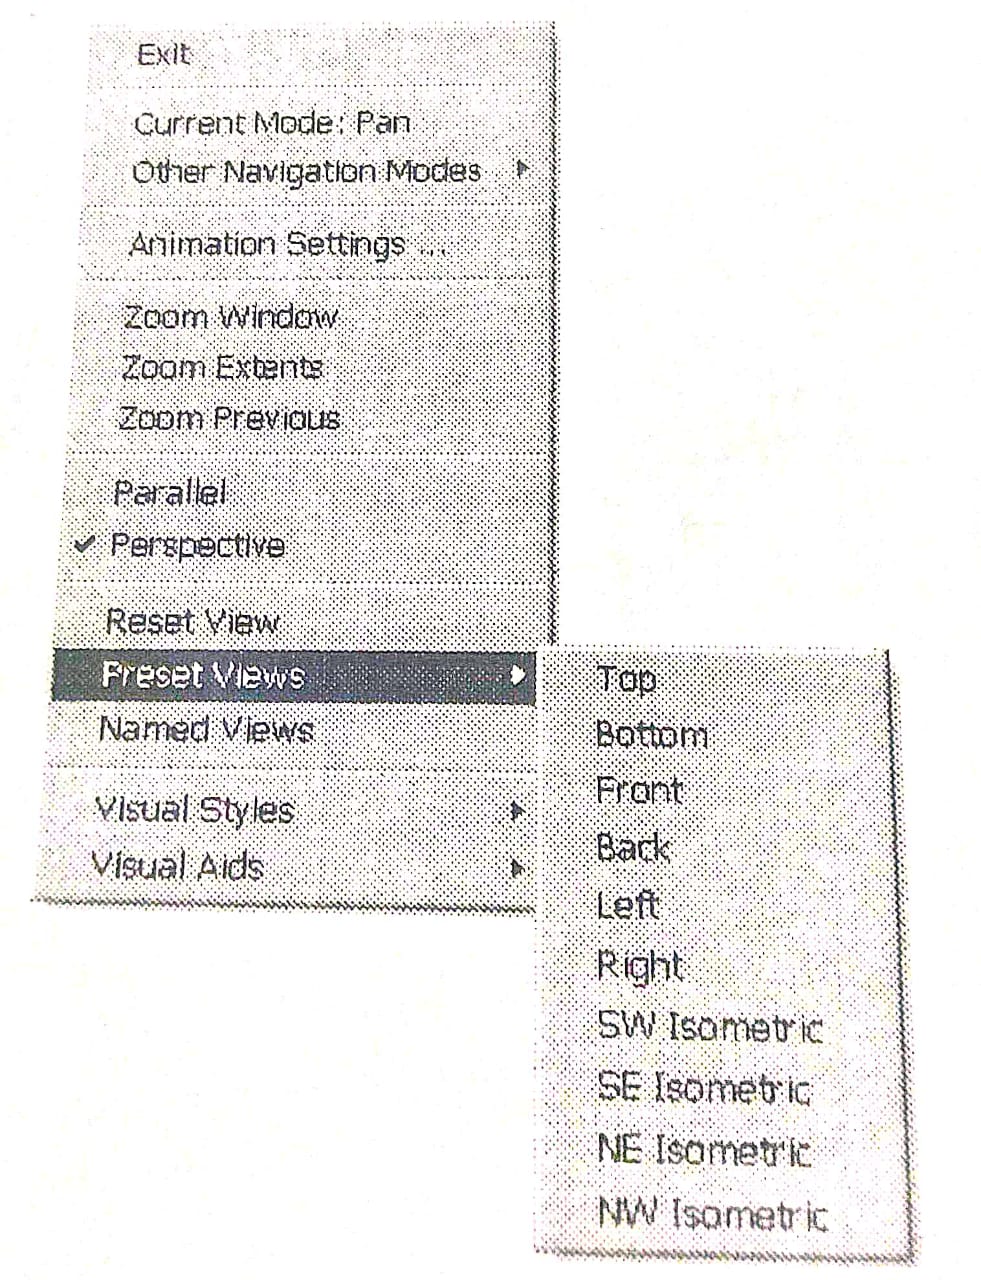 Exit
Current Mode: Pan
Other Navigation Modes
Animation Settings ...
Zoom Window
Zoom Extents
Zoom Previous
Parallel
Perspective
Reset View
Preset Views
Named Views
Visual Styles
Visual Aids
Top
Bottom
Front
Back
Left
Right
SW Isometric
SE Isometric
NE Isometric
NW Isometric